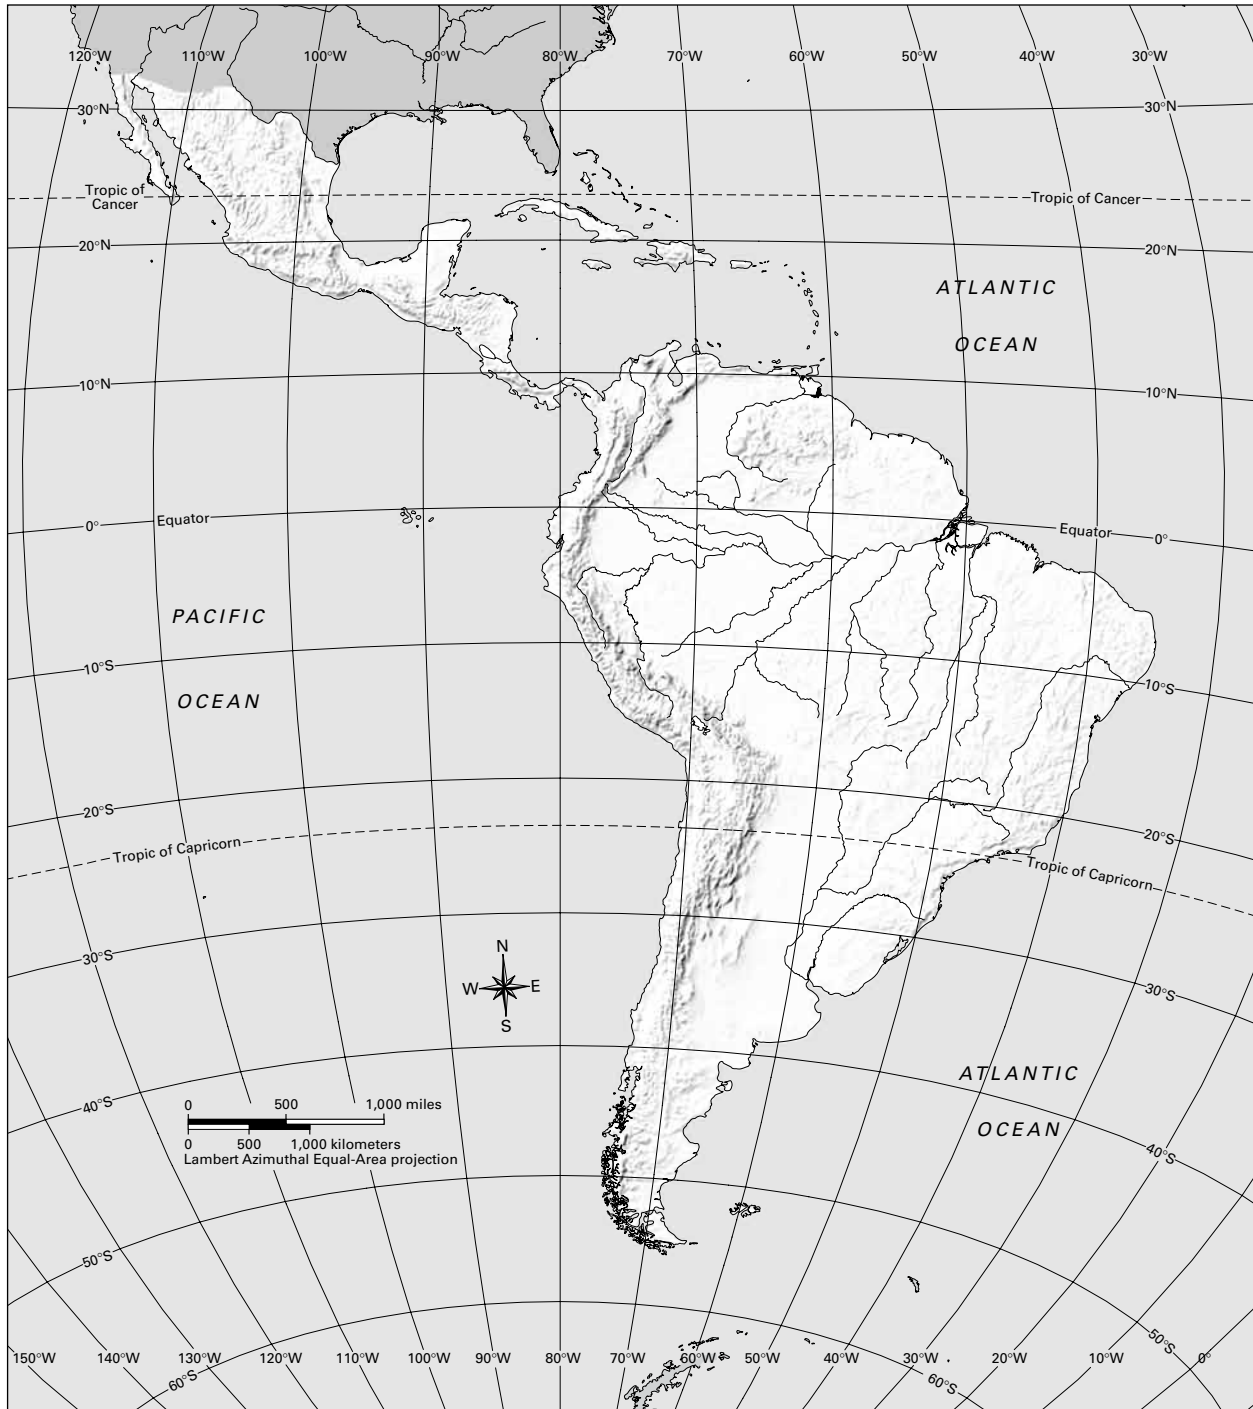 120°W 110°W 100°W 90°W 80°W 70°W 60°W 50°W 40°W 30°W
30°N 30°N
Tropic of
Cancer
Tropic of Cancer
20°N 20°N
ATLANTIC
OCEAN
10°N 10°N
0° Equator Equator 0°
PACIFIC
OCEAN
10°S 10°S
20°S 20°S
Tropic of Capricorn Tropic of Capricorn
30°S 30°S
N
W E
S
ATLANTIC
OCEAN
40°S 40°S
0 500 1,000 miles
0 500 1,000 kilometers
Lambert Azimuthal Equal-Area projection
50°S 50°S
150°W 140°W 130°W 120°W 110°W 100°W 90°W 80°W 70°W 60°W 50°W 40°W 30°W 20°W 10°W 0°
60°S 60°S